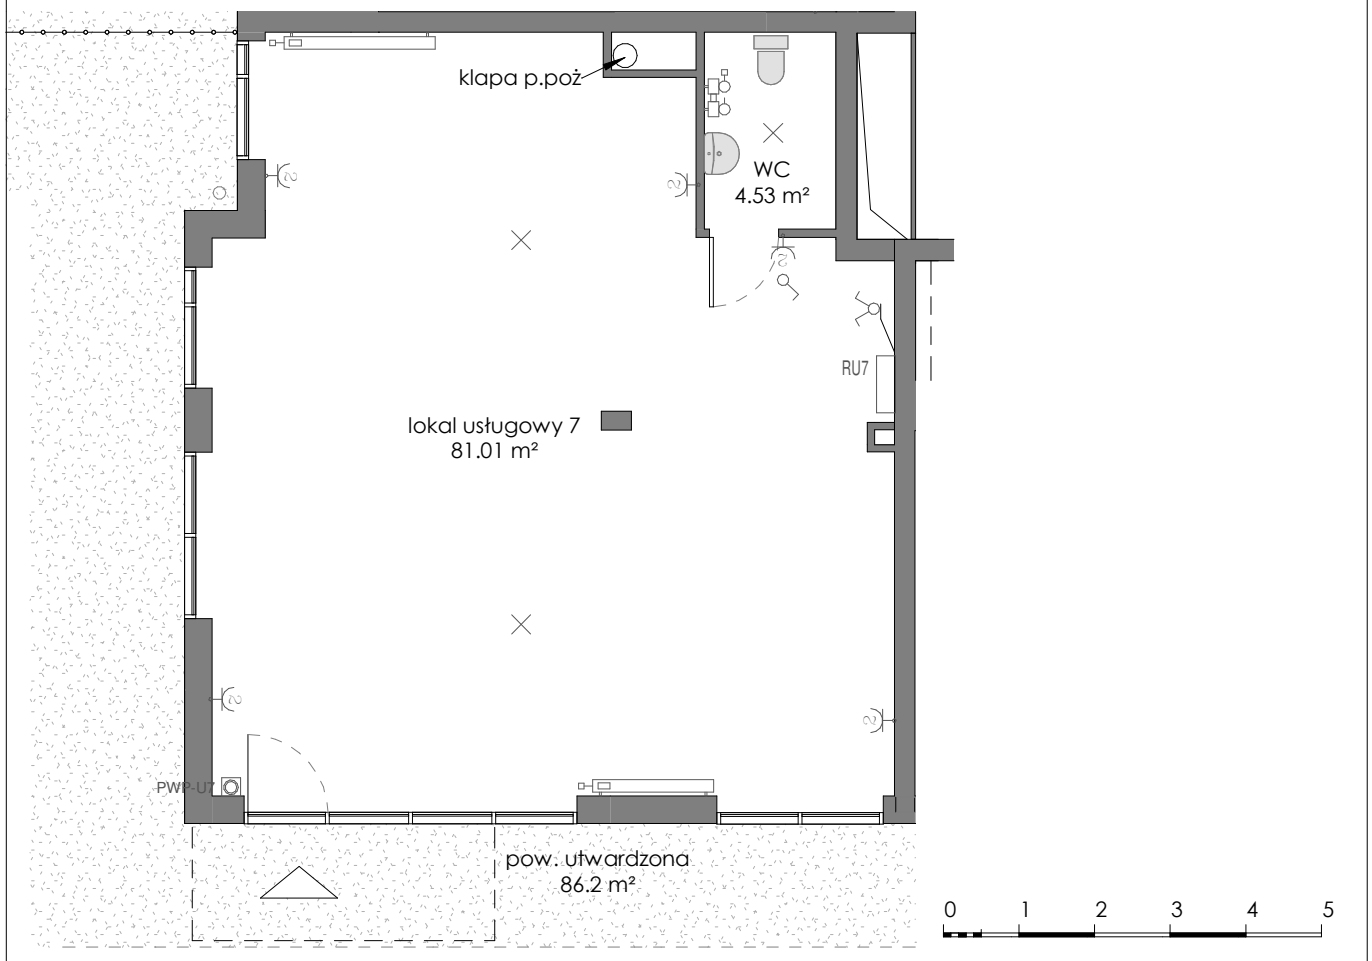 klapa p.poż
WC
4.53 m²
RU7
lokal usługowy 7
81.01 m²
PWP-U7
pow. utwardzona
86.2 m²
0 1 2 3 4 5